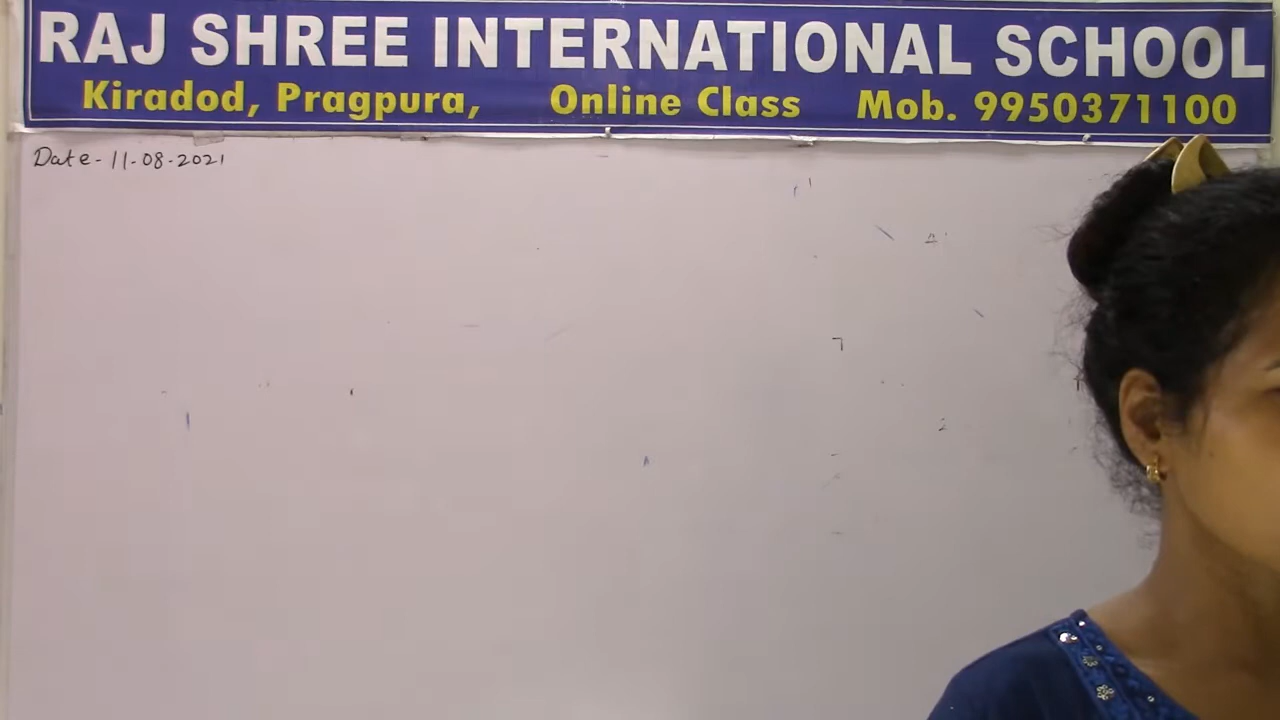 RAJ SHREE INTERNATIONAL SCHOOL
Kiradod, Pragpura, Online Class Mob. 9950371100
Date-11-08-2021